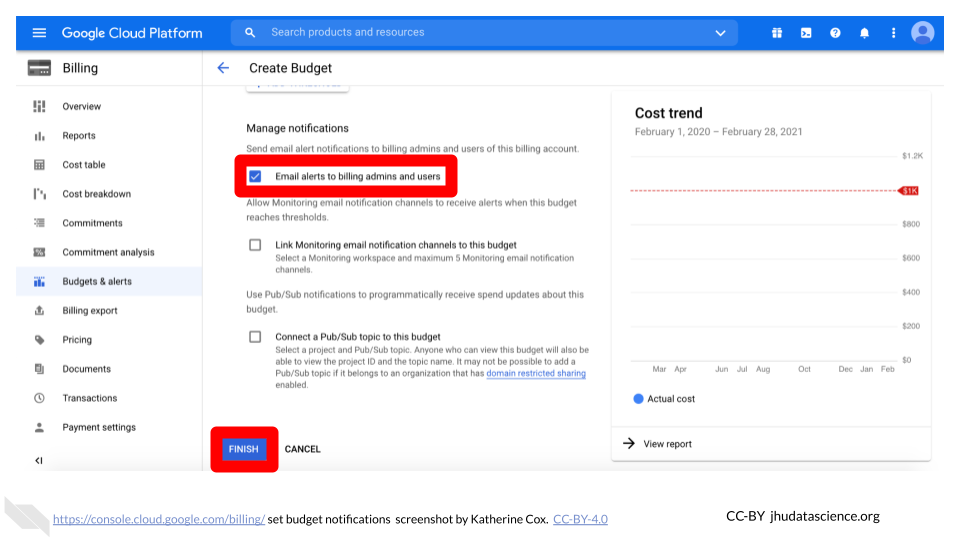 Google Cloud Platform
Search products and resources
Billing
Create Budget
Overview
Reports
Cost table
Cost breakdown
Commitments
Commitment analysis
Budgets & alerts
Billing export
Pricing
Documents
Transactions
Payment settings
Manage notifications
Send email alert notifications to billing admins and users of this billing account.
Email alerts to billing admins and users
Allow Monitoring email notification channels to receive alerts when this budget
reaches thresholds.
Link Monitoring email notification channels to this budget
Select a Monitoring workspace and maximum 5 Monitoring email notification
channels.
Use Pub/Sub notifications to programmatically receive spend updates about this
budget.
Connect a Pub/Sub topic to this budget
Select a project and Pub/Sub topic. Anyone who can view this budget will also be
able to view the project ID and the topic name. It may not be possible to add a
Pub/Sub topic if it belongs to an organization that has domain restricted sharing
enabled.
FINISH CANCEL
Cost trend
February 1, 2020 – February 28, 2021
$1.2K
$1K
$800
$600
$400
$200
$0
Mar Apr Jun Jul Aug Oct Dec Jan Feb
Actual cost
View report
https://console.cloud.google.com/billing/ set budget notifications screenshot by Katherine Cox. CC-BY-4.0
CC-BY jhudatascience.org